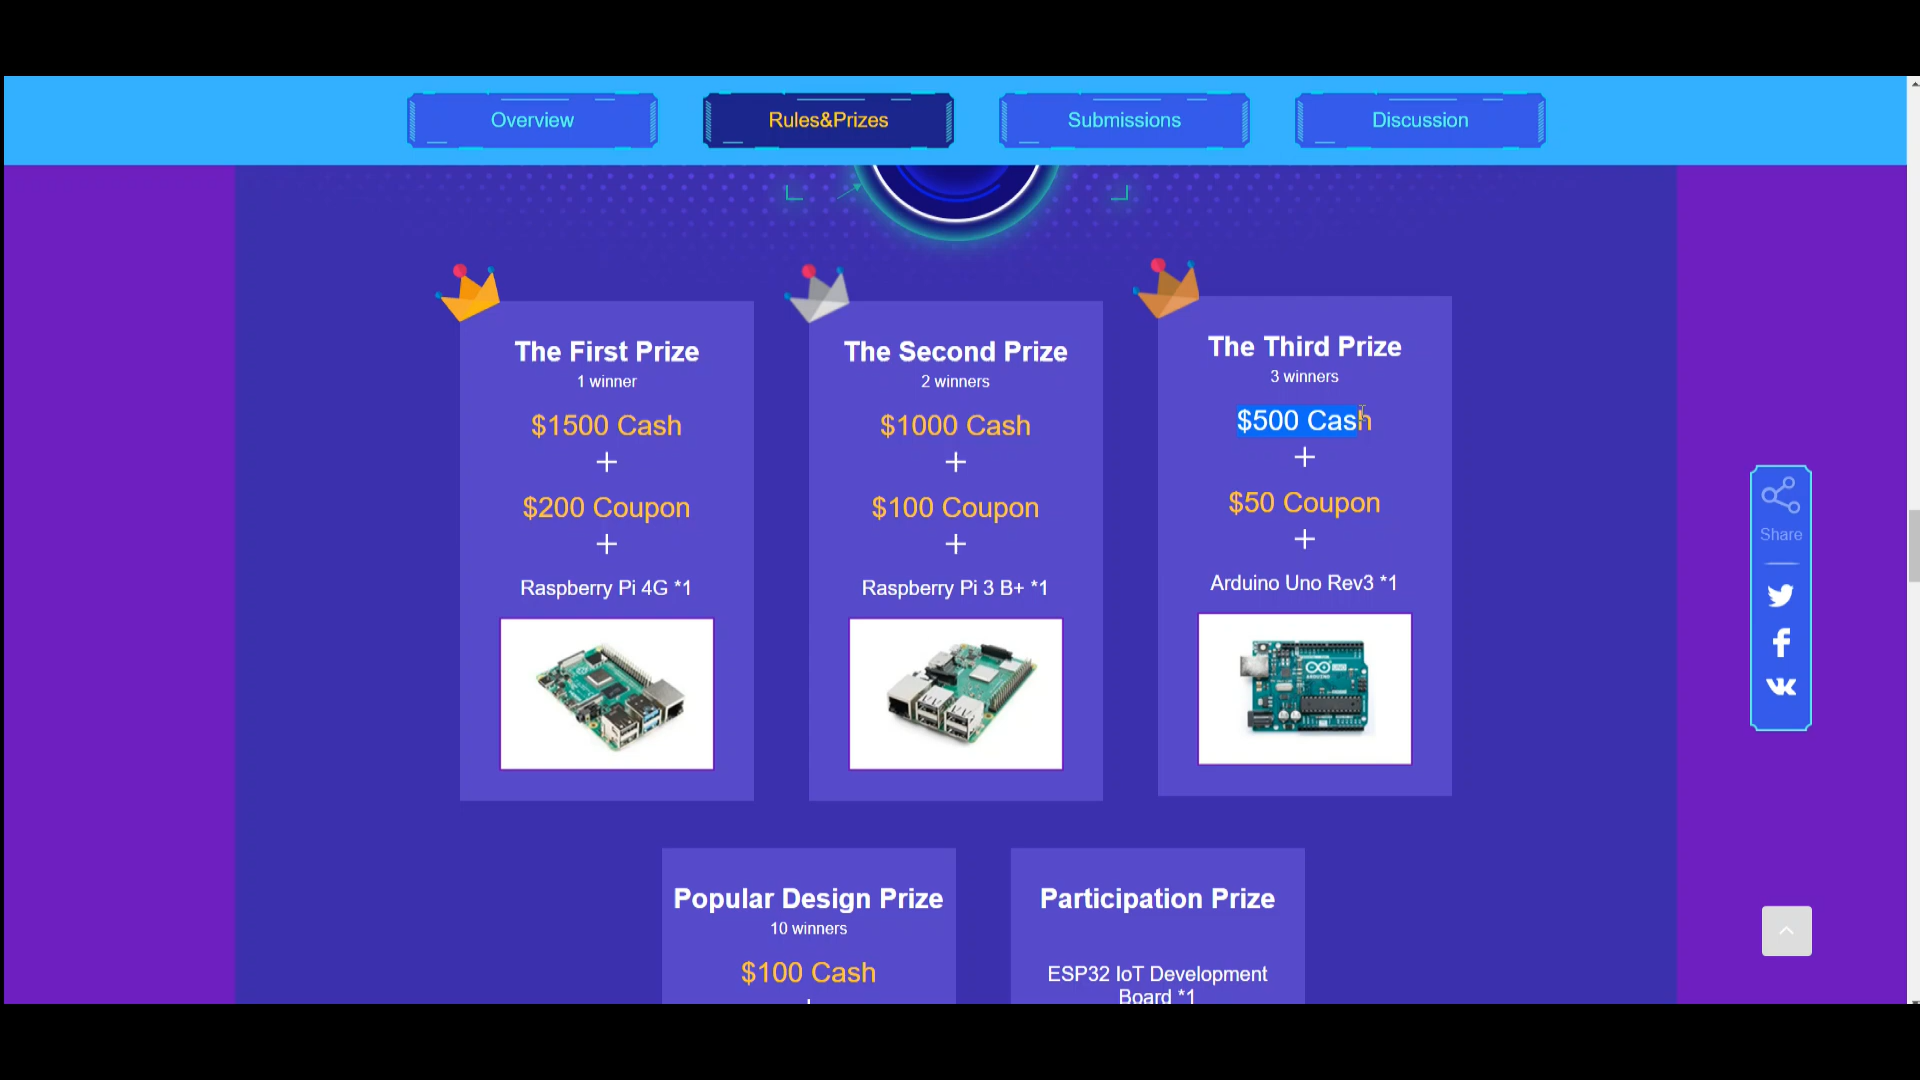 Overview
Rules&Prizes
Submissions
Discussion
The First Prize
1 winner
$1500 Cash
+
$200 Coupon
+
Raspberry Pi 4G *1
The Second Prize
2 winners
$1000 Cash
+
$100 Coupon
+
Raspberry Pi 3 B+ *1
The Third Prize
3 winners
$500 Cash
+
$50 Coupon
+
Arduino Uno Rev3 *1
Share
Popular Design Prize
10 winners
$100 Cash
Participation Prize
ESP32 IoT Development
Board *1